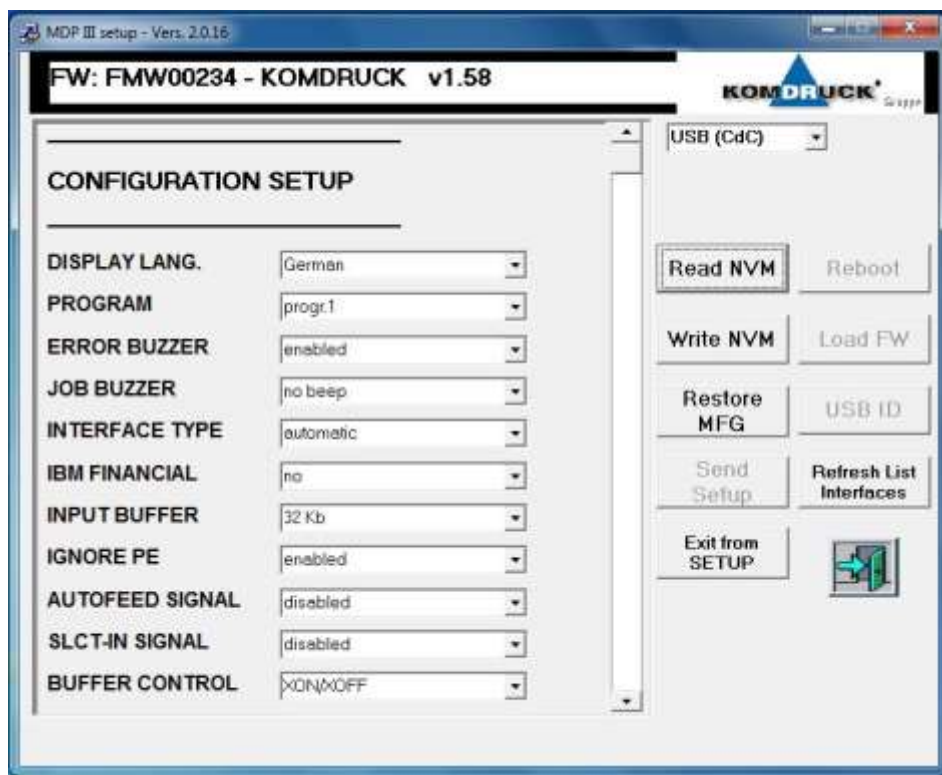 MDP III setup - Vers. 2.0.16
FW: FMW00234 - KOMDRUCK v1.58
KOMDRUCK
Gruppe
USB (CdC)
CONFIGURATION SETUP
DISPLAY LANG. German
PROGRAM progr.1
ERROR BUZZER enabled
JOB BUZZER no beep
INTERFACE TYPE automatic
IBM FINANCIAL no
INPUT BUFFER 32 Kb
IGNORE PE enabled
AUTOFEED SIGNAL disabled
SLCT-IN SIGNAL disabled
BUFFER CONTROL XON/XOFF
Read NVM
Reboot
Write NVM
Load FW
Restore
MFG
USB ID
Send
Setup
Refresh List
Interfaces
Exit from
SETUP